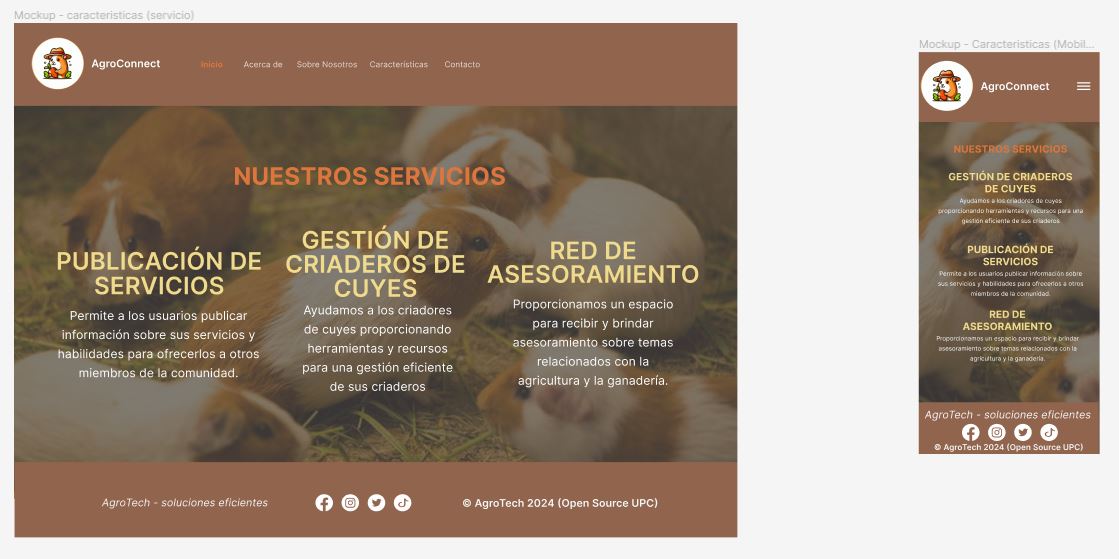 Mockup - caracteristicas (servicio)
AgroConnect
Inicio
Acerca de
Sobre Nosotros
Características
Contacto
NUESTROS SERVICIOS
PUBLICACIÓN DE
SERVICIOS
Permite a los usuarios publicar
información sobre sus servicios y
habilidades para ofrecerlos a otros
miembros de la comunidad.
GESTIÓN DE
CRIADEROS DE
CUYES
Ayudamos a los criadores
de cuyes proporcionando
herramientas y recursos
para una gestión eficiente
de sus criaderos
RED DE
ASESORAMIENTO
Proporcionamos un espacio
para recibir y brindar
asesoramiento sobre temas
relacionados con la
agricultura y la ganadería.
AgroTech - soluciones eficientes
© AgroTech 2024 (Open Source UPC)
Mockup - Caracteristicas (Mobil...
AgroConnect
NUESTROS SERVICIOS
GESTIÓN DE CRIADEROS
DE CUYES
Ayudamos a los criadores de cuyes
proporcionando herramientas y recursos para una
gestión eficiente de sus criaderos.
PUBLICACIÓN DE
SERVICIOS
Permite a los usuarios publicar información sobre
sus servicios y habilidades para ofrecerlos a otros
miembros de la comunidad.
RED DE
ASESORAMIENTO
Proporcionamos un espacio para recibir y brindar
asesoramiento sobre temas relacionados con la
agricultura y la ganadería.
AgroTech - soluciones eficientes
© AgroTech 2024 (Open Source UPC)